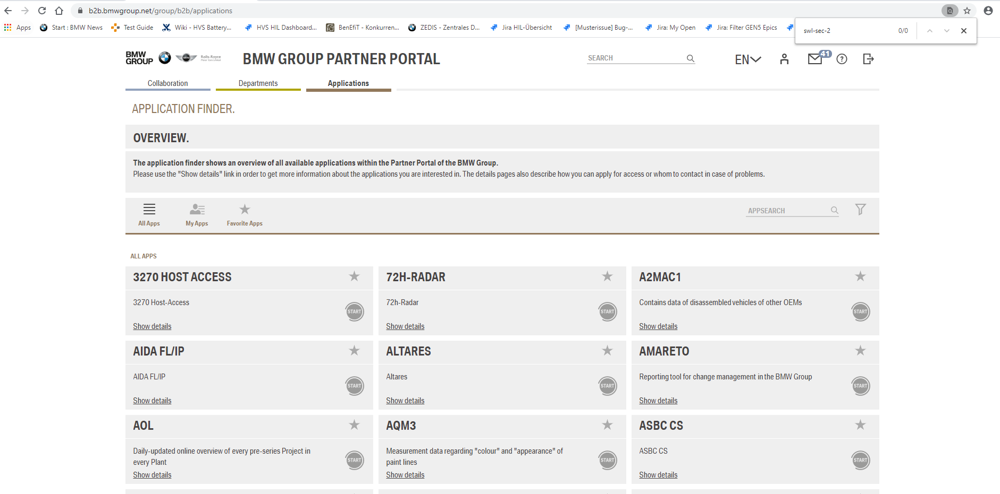 b2b.bmwgroup.net/group/b2b/applications
Apps Start : BMW News Test Guide Wiki - HVS Battery... HVS HIL Dashboard... BenEfiT - Konkurren... ZEDIS - Zentrales D... Jira HIL-Übersicht [Musterissue] Bug-... Jira: My Open Jira: Filter GEN5 Epics
swl-sec-2 0/0
BMW
GROUP
MINI
Rolls-Royce
Motor Cars Limited
BMW GROUP PARTNER PORTAL
SEARCH
EN
41
Collaboration Departments Applications
APPLICATION FINDER.
OVERVIEW.
The application finder shows an overview of all available applications within the Partner Portal of the BMW Group.
Please use the "Show details" link in order to get more information about the applications you are interested in. The details pages also describe how you can apply for access or whom to contact in case of problems.
All Apps My Apps Favorite Apps
APPSEARCH
ALL APPS
3270 HOST ACCESS
3270 Host-Access
START
Show details
72H-RADAR
72h-Radar
START
Show details
A2MAC1
Contains data of disassembled vehicles of other OEMs
START
Show details
AIDA FL/IP
AIDA FL/IP
START
Show details
ALTARES
Altares
START
Show details
AMARETO
Reporting tool for change management in the BMW Group
START
Show details
AOL
Daily-updated online overview of every pre-series Project in
every Plant
START
Show details
AQM3
Measurement data regarding "colour" and "appearance" of
paint lines
START
Show details
ASBC CS
ASBC CS
START
Show details